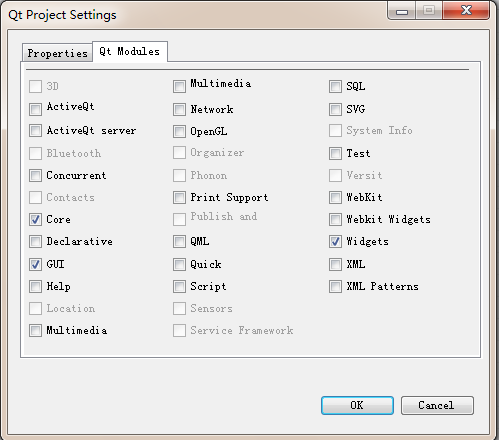 Qt Project Settings
Properties
Qt Modules
3D
ActiveQt
ActiveQt server
Bluetooth
Concurrent
Contacts
Core
Declarative
GUI
Help
Location
Multimedia
Multimedia
Network
OpenGL
Organizer
Phonon
Print Support
Publish and
QML
Quick
Script
Sensors
Service Framework
SQL
SVG
System Info
Test
Versit
WebKit
Webkit Widgets
Widgets
XML
XML Patterns
OK
Cancel